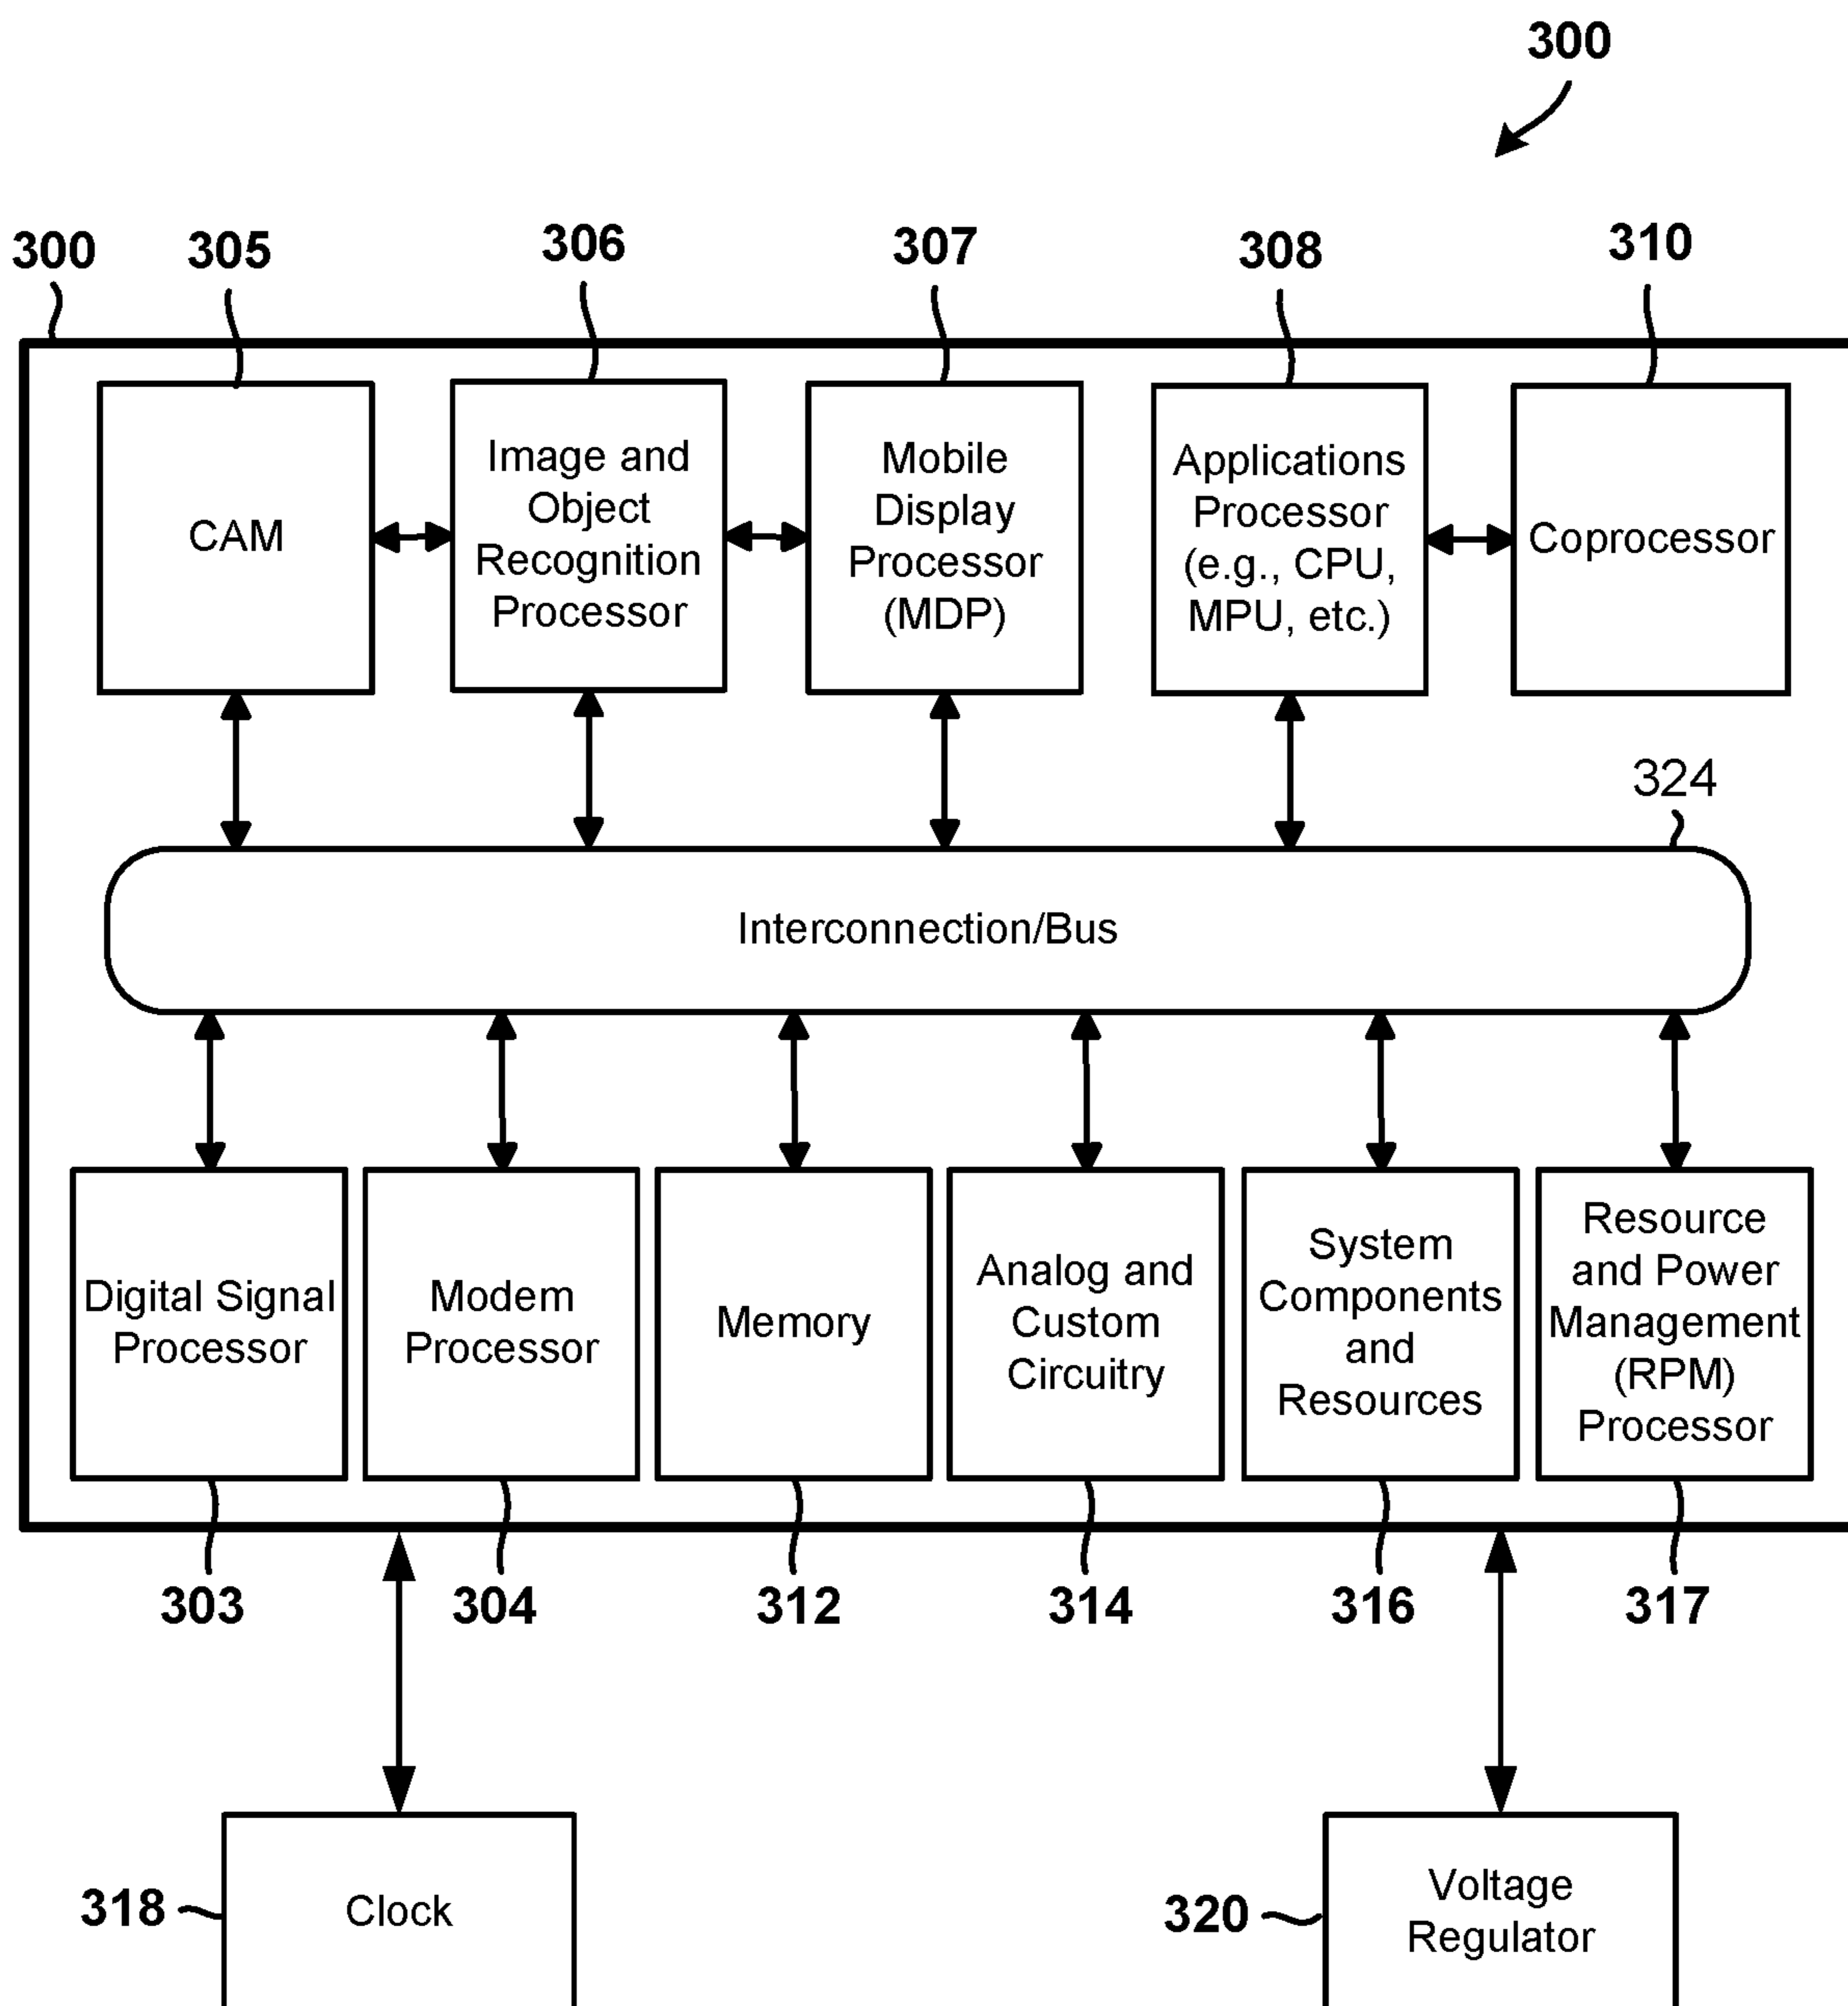 300
300
305
306
307
308
310
CAM
Image and
Object
Recognition
Processor
Mobile
Display
Processor
(MDP)
Applications
Processor
(e.g., CPU,
MPU, etc.)
Coprocessor
324
Interconnection/Bus
Digital Signal
Processor
Modem
Processor
Memory
Analog and
Custom
Circuitry
System
Components
and
Resources
Resource
and Power
Management
(RPM)
Processor
303
304
312
314
316
317
318
Clock
320
Voltage
Regulator